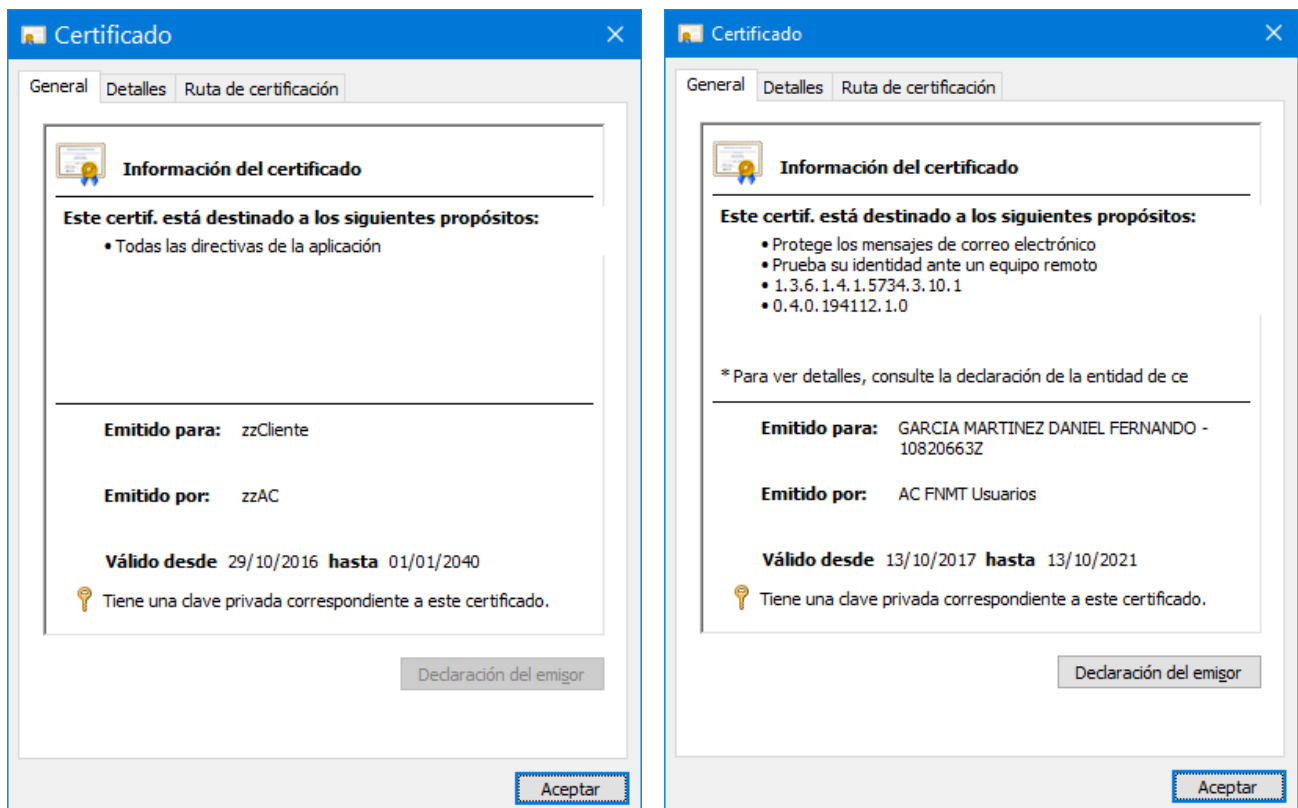 Certificado
General Detalles Ruta de certificación
Información del certificado
Este certif. está destinado a los siguientes propósitos:
• Todas las directivas de la aplicación
Emitido para: zzCliente
Emitido por: zzAC
Válido desde 29/10/2016 hasta 01/01/2040
Tiene una clave privada correspondiente a este certificado.
Declaración del emisor
Aceptar
Certificado
General Detalles Ruta de certificación
Información del certificado
Este certif. está destinado a los siguientes propósitos:
• Protege los mensajes de correo electrónico
• Prueba su identidad ante un equipo remoto
• 1.3.6.1.4.1.5734.3.10.1
• 0.4.0.194112.1.0
* Para ver detalles, consulte la declaración de la entidad de ce
Emitido para: GARCIA MARTINEZ DANIEL FERNANDO -
10820663Z
Emitido por: AC FNMT Usuarios
Válido desde 13/10/2017 hasta 13/10/2021
Tiene una clave privada correspondiente a este certificado.
Declaración del emisor
Aceptar